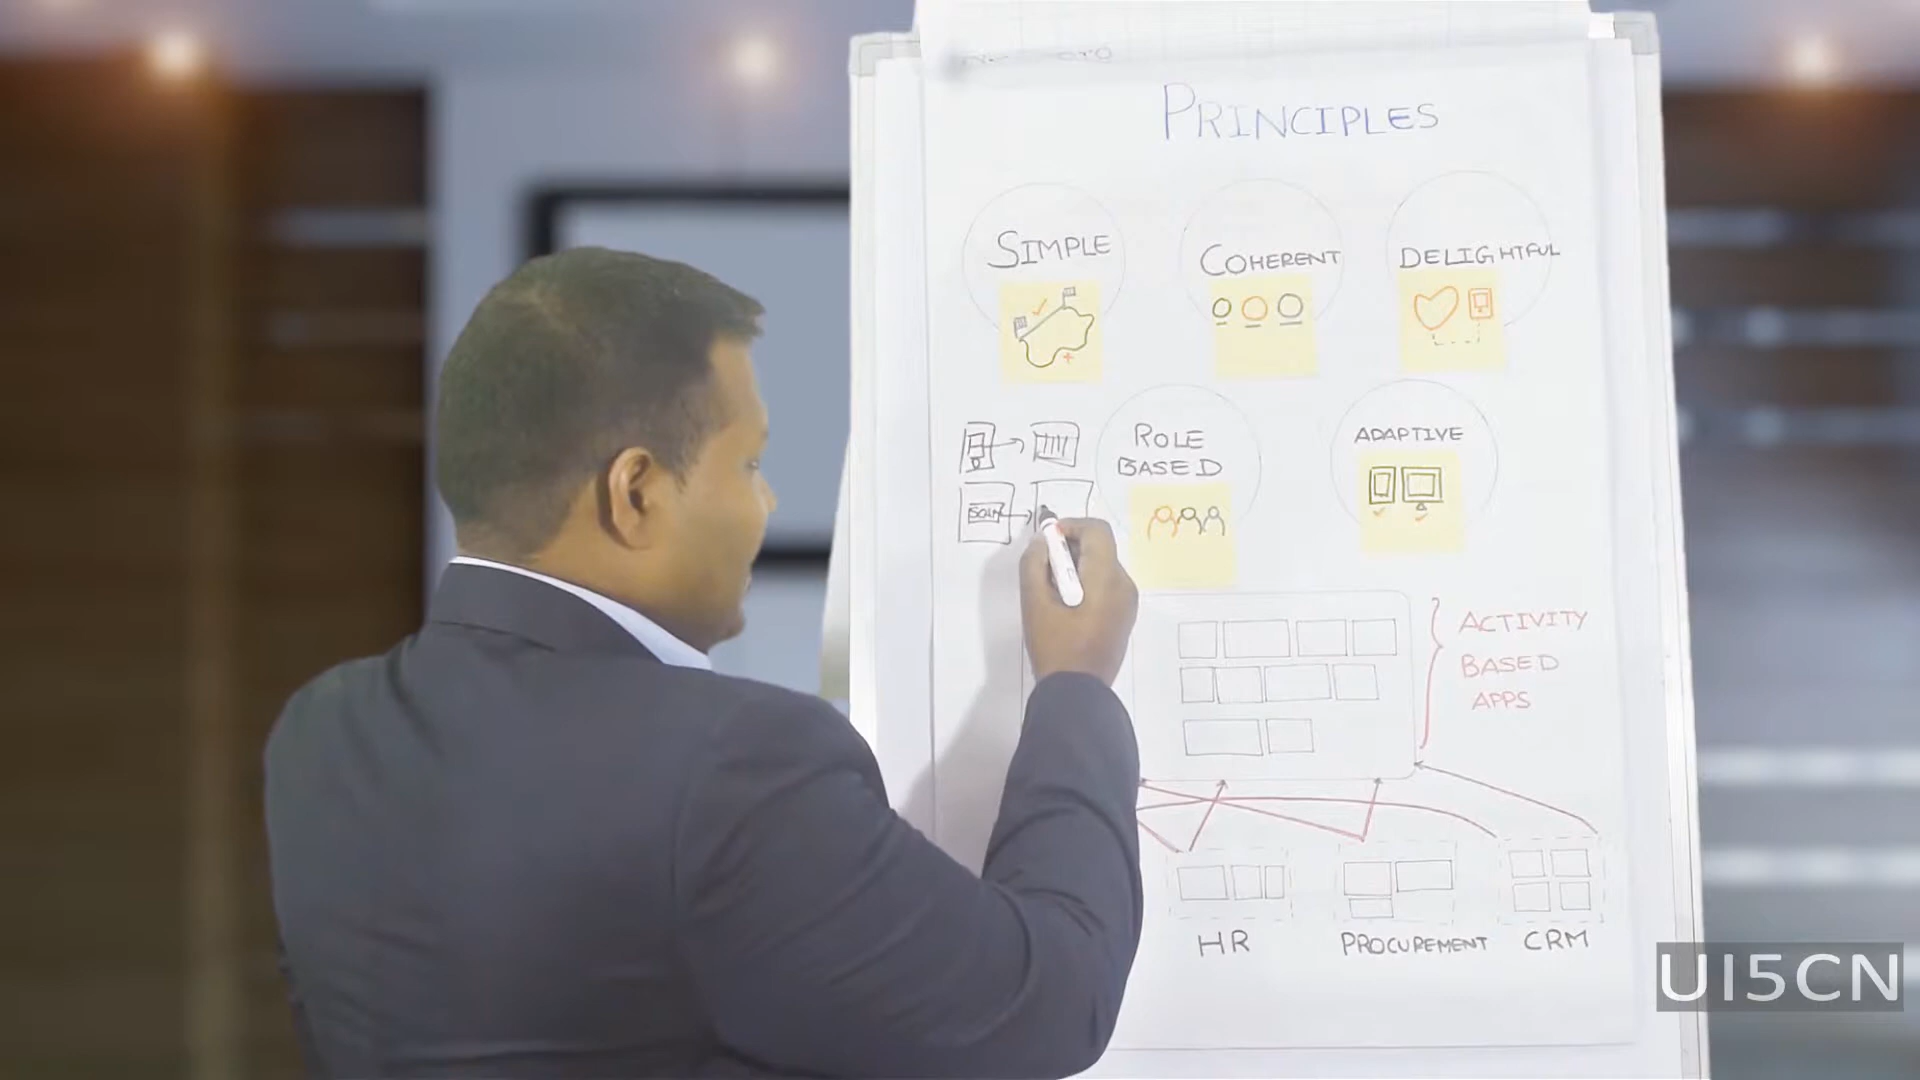 PRINCIPLES
SIMPLE
COHERENT
DELIGHTFUL
ROLE
BASED
ADAPTIVE
ACTIVITY
BASED
APPS
HR
PROCUREMENT
CRM
UI5CN